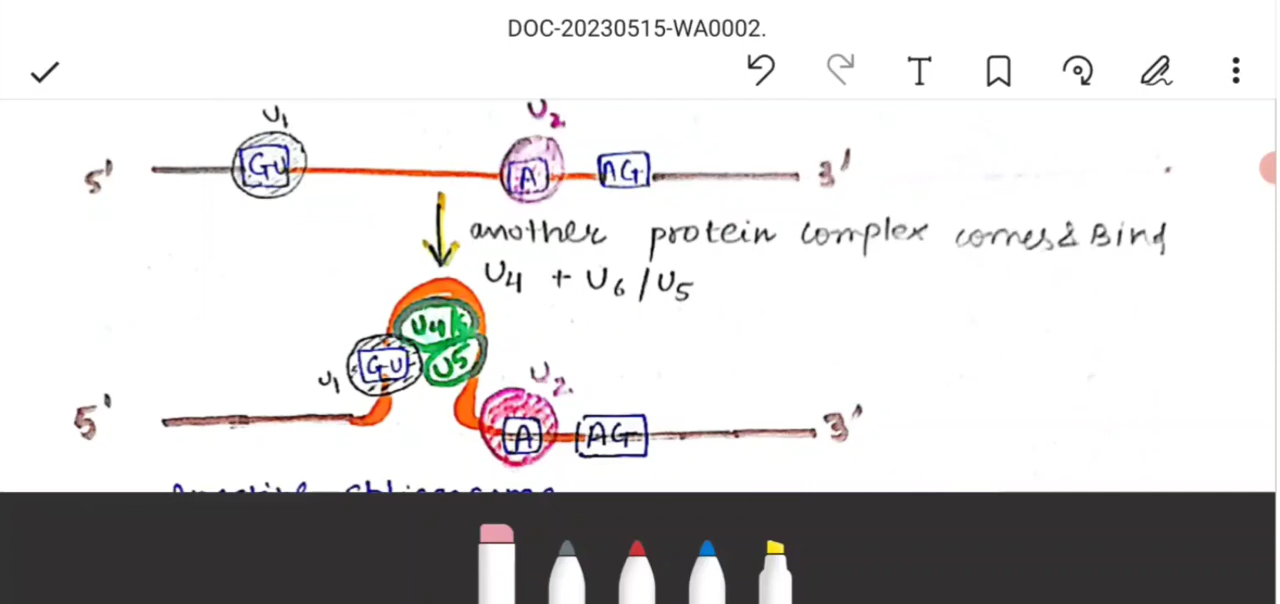 DOC-20230515-WA0002.
T
U1 U2
5' GU A AG 3'
another protein complex comes & Bind
U4 + U6 / U5
U4
U1 GU U5 U2
5' A AG 3'